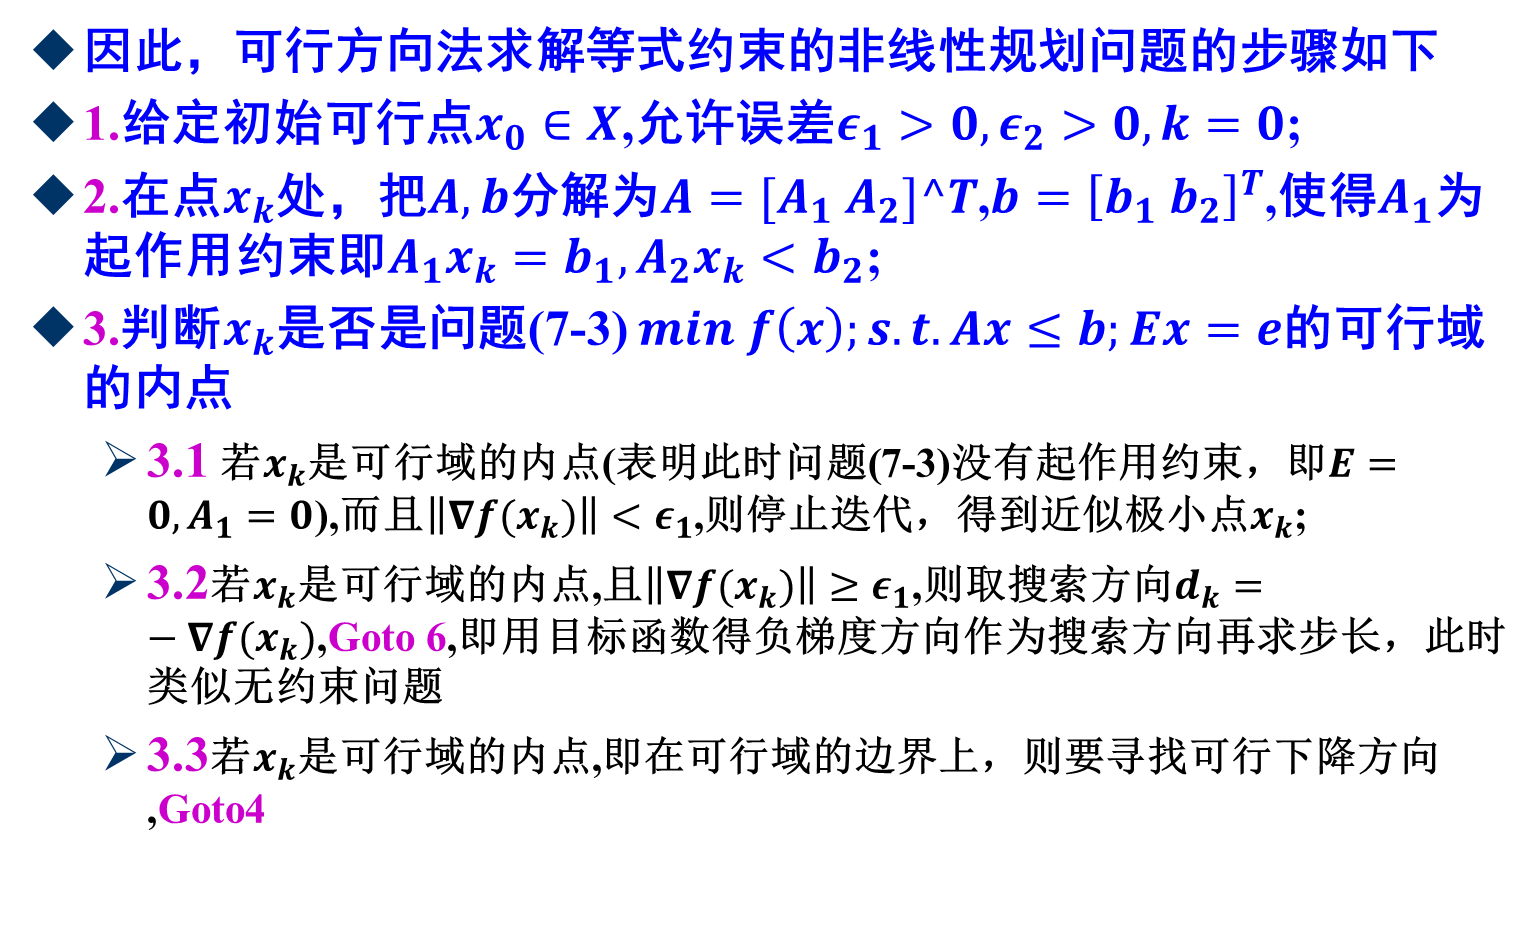 因此，可行方向法求解等式约束的非线性规划问题的步骤如下
1.给定初始可行点x₀ ∈ X,允许误差ϵ₁ > 0, ϵ₂ > 0, k = 0;
2.在点xₖ处，把A, b分解为A = [A₁ A₂]^T,b = [b₁ b₂]ᵀ,使得A₁为
起作用约束即A₁xₖ = b₁, A₂xₖ < b₂;
3.判断xₖ是否是问题(7-3) min f(x); s. t. Ax ≤ b; Ex = e的可行域
的内点
3.1 若xₖ是可行域的内点(表明此时问题(7-3)没有起作用约束，即E =
0, A₁ = 0),而且‖∇f(xₖ)‖ < ϵ₁,则停止迭代，得到近似极小点xₖ;
3.2若xₖ是可行域的内点,且‖∇f(xₖ)‖ ≥ ϵ₁,则取搜索方向dₖ =
− ∇f(xₖ),Goto 6,即用目标函数得负梯度方向作为搜索方向再求步长，此时
类似无约束问题
3.3若xₖ是可行域的内点,即在可行域的边界上，则要寻找可行下降方向
,Goto4